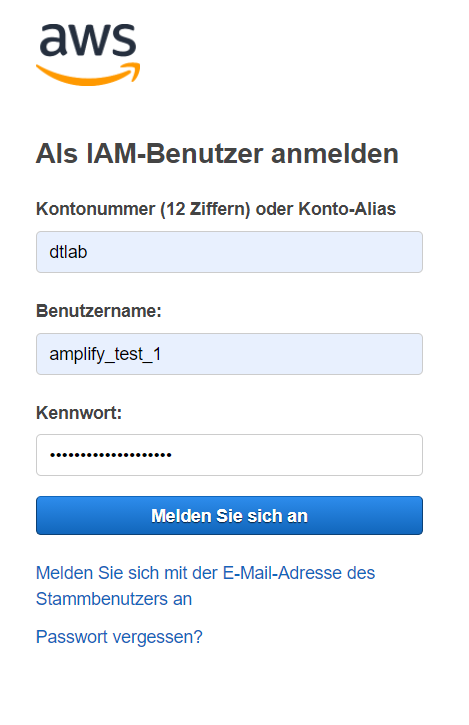 aws
Als IAM-Benutzer anmelden
Kontonummer (12 Ziffern) oder Konto-Alias
dtlab
Benutzername:
amplify_test_1
Kennwort:
••••••••••••••••••••
Melden Sie sich an
Melden Sie sich mit der E-Mail-Adresse des
Stammbenutzers an
Passwort vergessen?